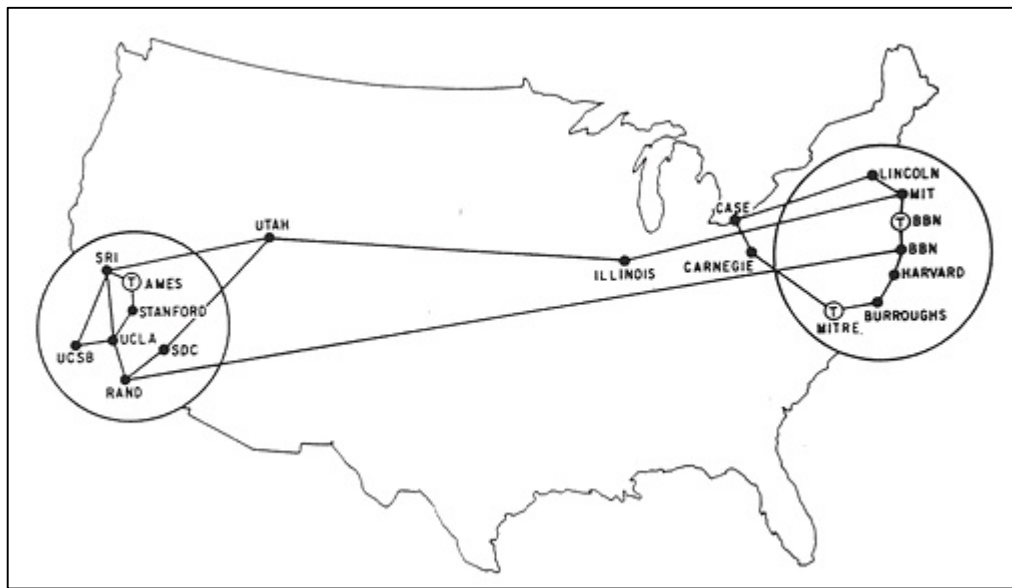 LINCOLN
MIT
CASE
UTAH
T BBN
BBN
SRI
ILLINOIS
CARNEGIE
HARVARD
T AMES
STANFORD
BURROUGHS
T
MITRE.
UCLA
SDC
UCSB
RAND